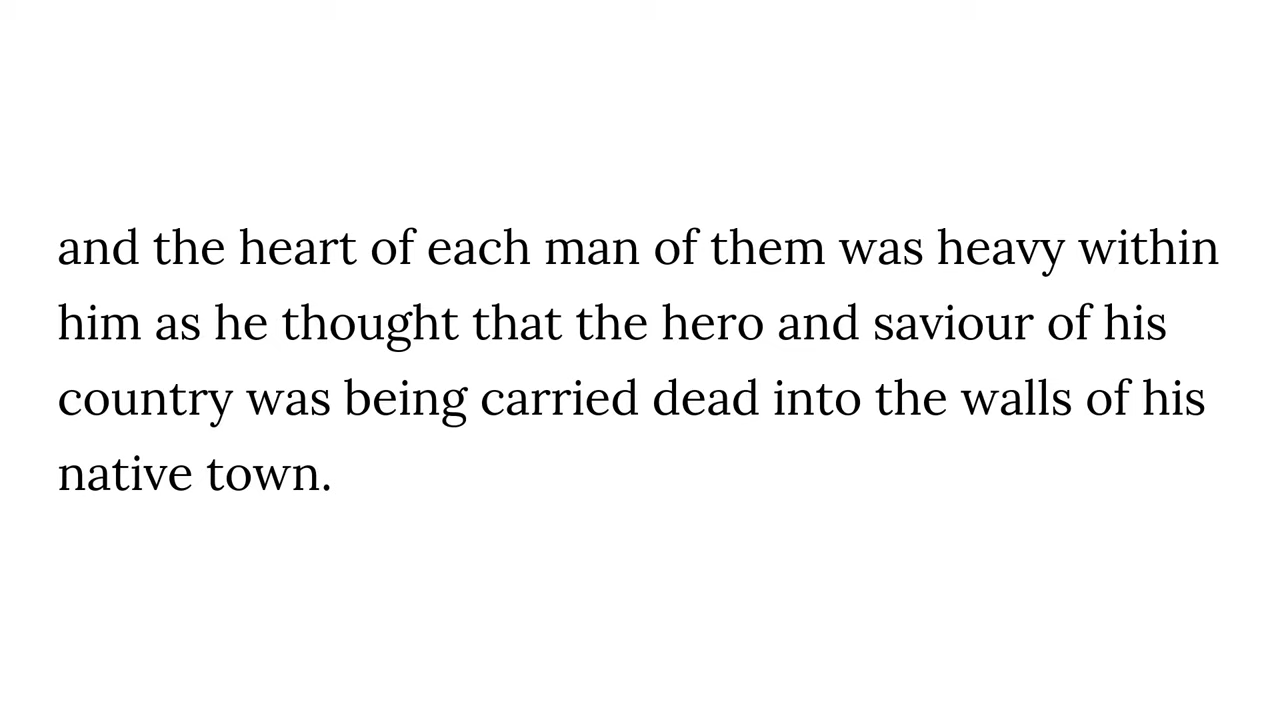 and the heart of each man of them was heavy within
him as he thought that the hero and saviour of his
country was being carried dead into the walls of his
native town.